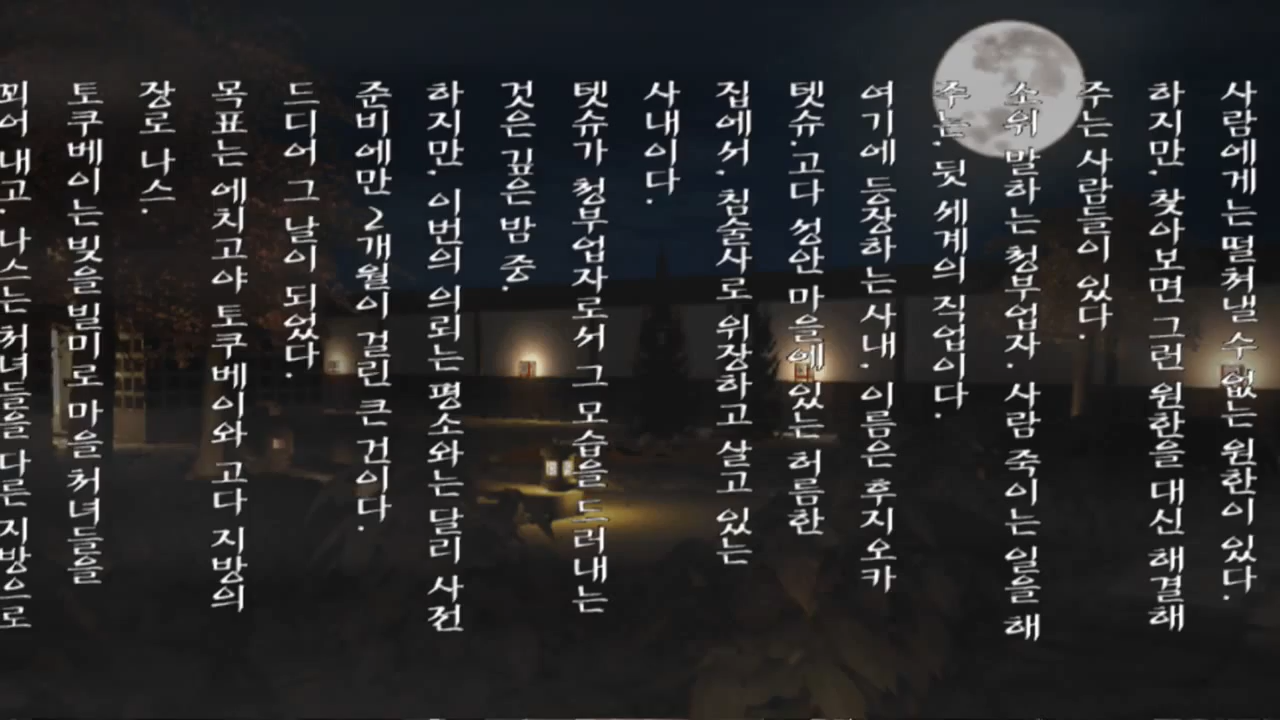 사람에게는 떨쳐낼 수 없는 원한이 있다.
하지만, 찾아보면 그런 원한을 대신 해결해
주는 사람들이 있다.
소위 말하는 청부업자. 사람 죽이는 일을 해
주는, 뒷 세계의 직업이다.
여기에 등장하는 사내, 이름은 후지오카
텟슈. 고다 성안 마을에 있는 허름한
집에서, 침술사로 위장하고 살고 있는
사내이다.
텟슈가 청부업자로서 그 모습을 드러내는
것은 깊은 밤 중.
하지만, 이번의 의뢰는 평소와는 달리 사전
준비에만 2개월이 걸린 큰 건이다.
드디어 그 날이 되었다.
목표는 에치고야 토쿠베이와 고다 지방의
장로 나스.
토쿠베이는 빚을 빌미로 마을 처녀들을
꾀어내고, 나스는 처녀들을 다른 지방으로